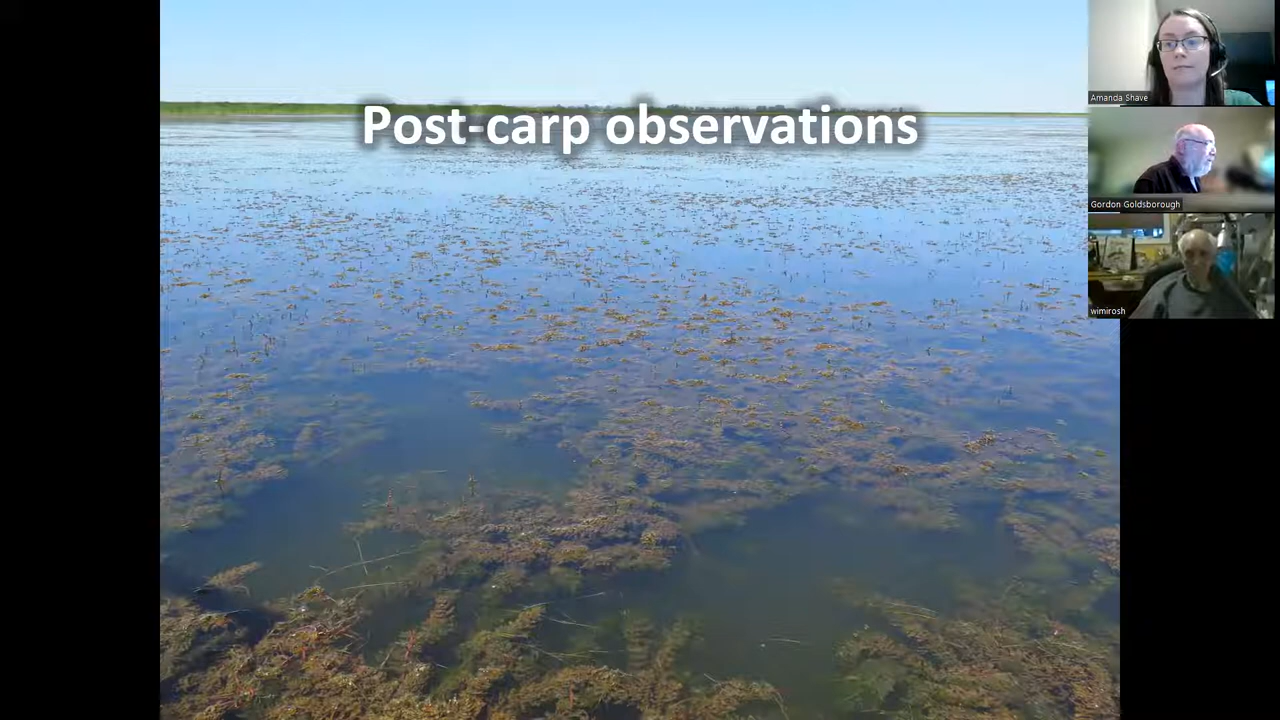 Post-carp observations
Amanda Shave
Gordon Goldsborough
wimirosh